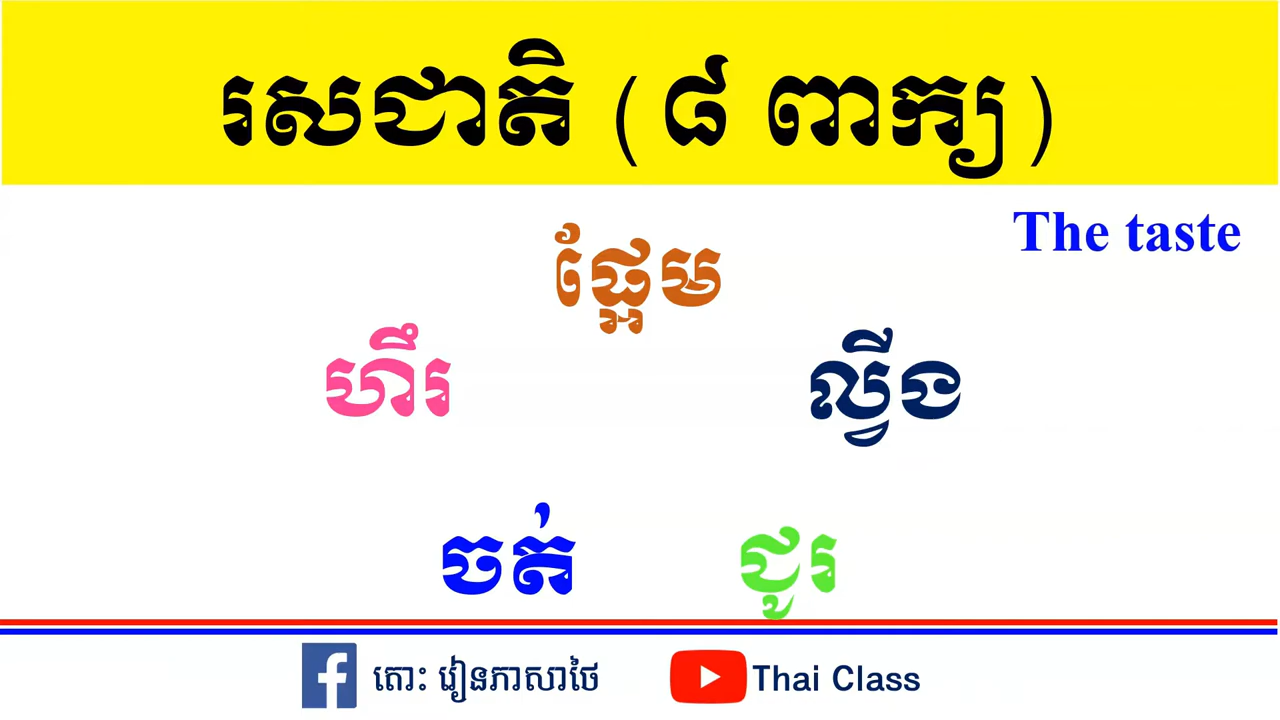 រសជាតិ (៨ ពាក្យ)
The taste
ផ្អែម
ហឹរ
ល្វីង
ចត់
ជូរ
តោះ រៀនភាសាថៃ
Thai Class